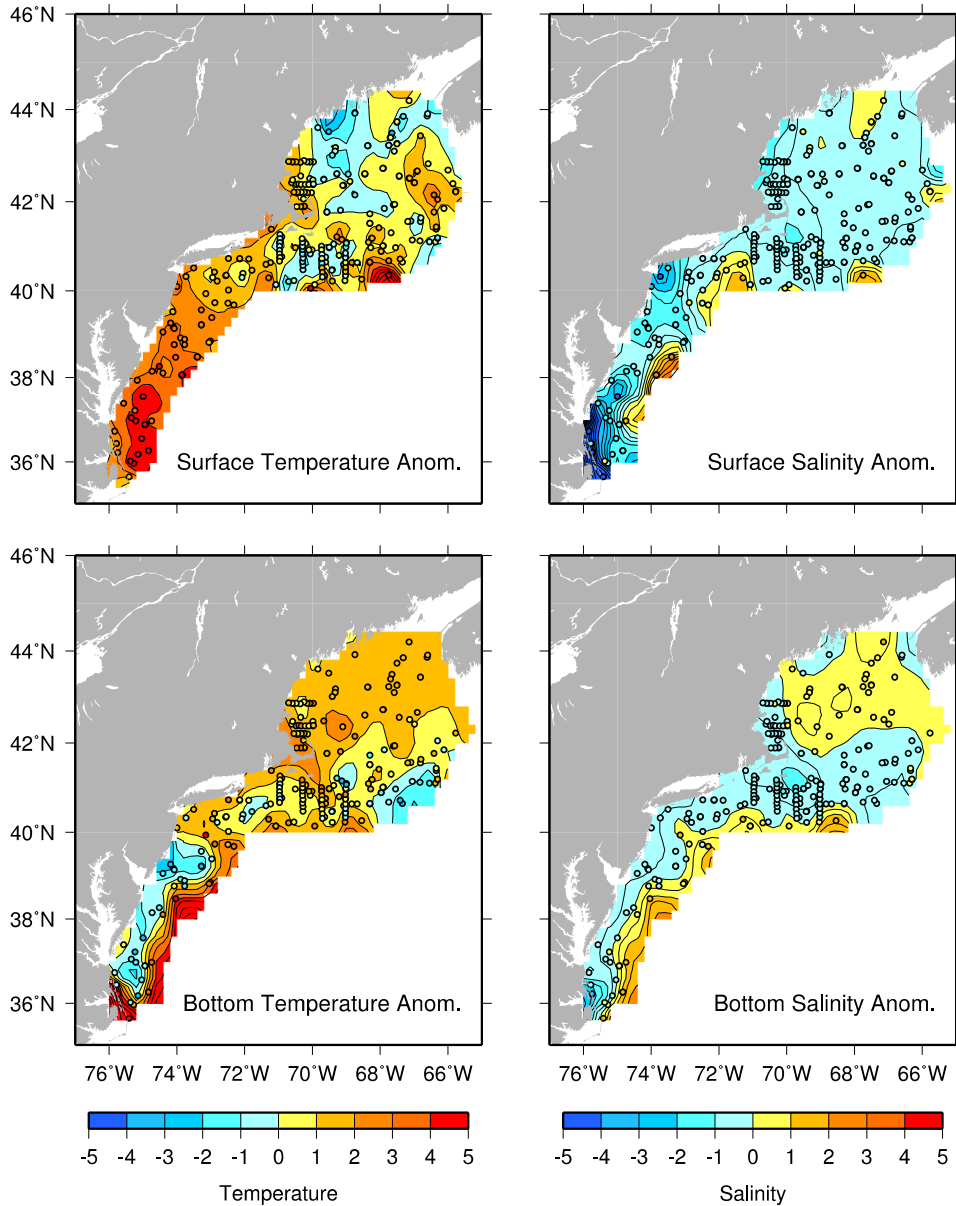 46˚N
44˚N
42˚N
40˚N
38˚N
36˚N
Surface Temperature Anom.
Surface Salinity Anom.
46˚N
44˚N
42˚N
40˚N
38˚N
36˚N
Bottom Temperature Anom.
Bottom Salinity Anom.
76˚W 74˚W 72˚W 70˚W 68˚W 66˚W
76˚W 74˚W 72˚W 70˚W 68˚W 66˚W
-5 -4 -3 -2 -1 0 1 2 3 4 5
Temperature
-5 -4 -3 -2 -1 0 1 2 3 4 5
Salinity